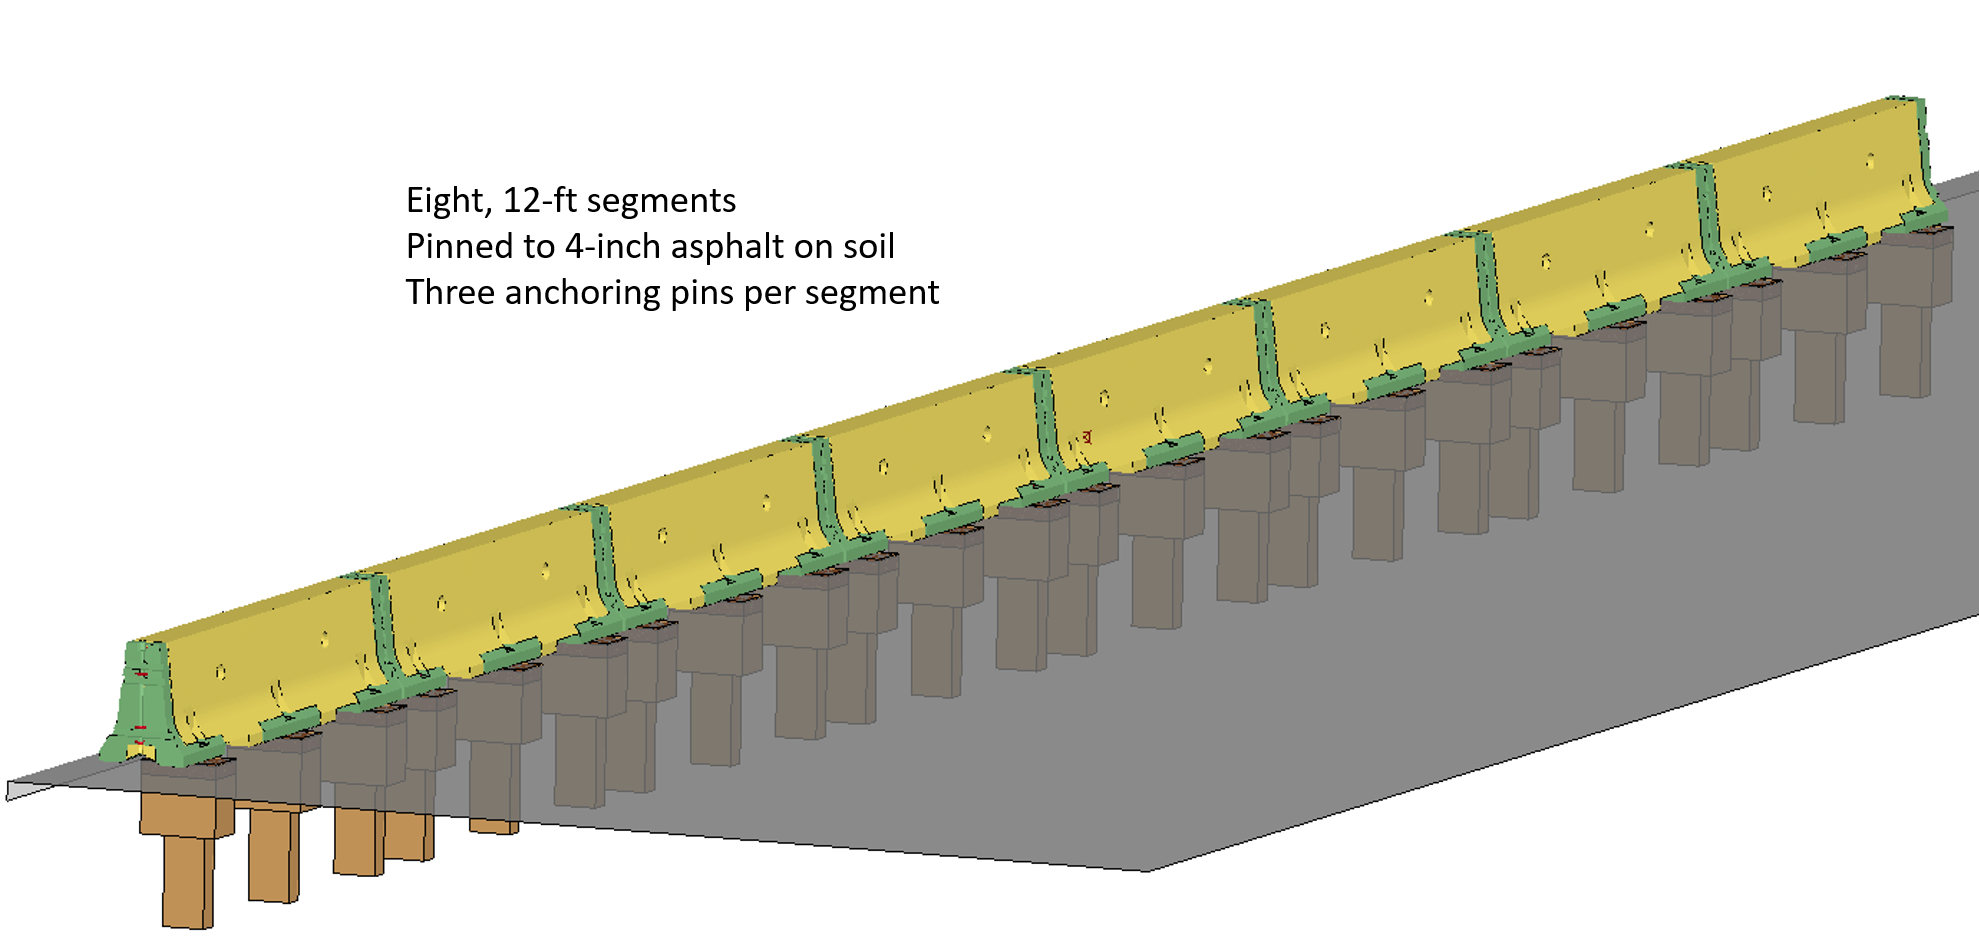 Eight, 12-ft segments
Pinned to 4-inch asphalt on soil
Three anchoring pins per segment